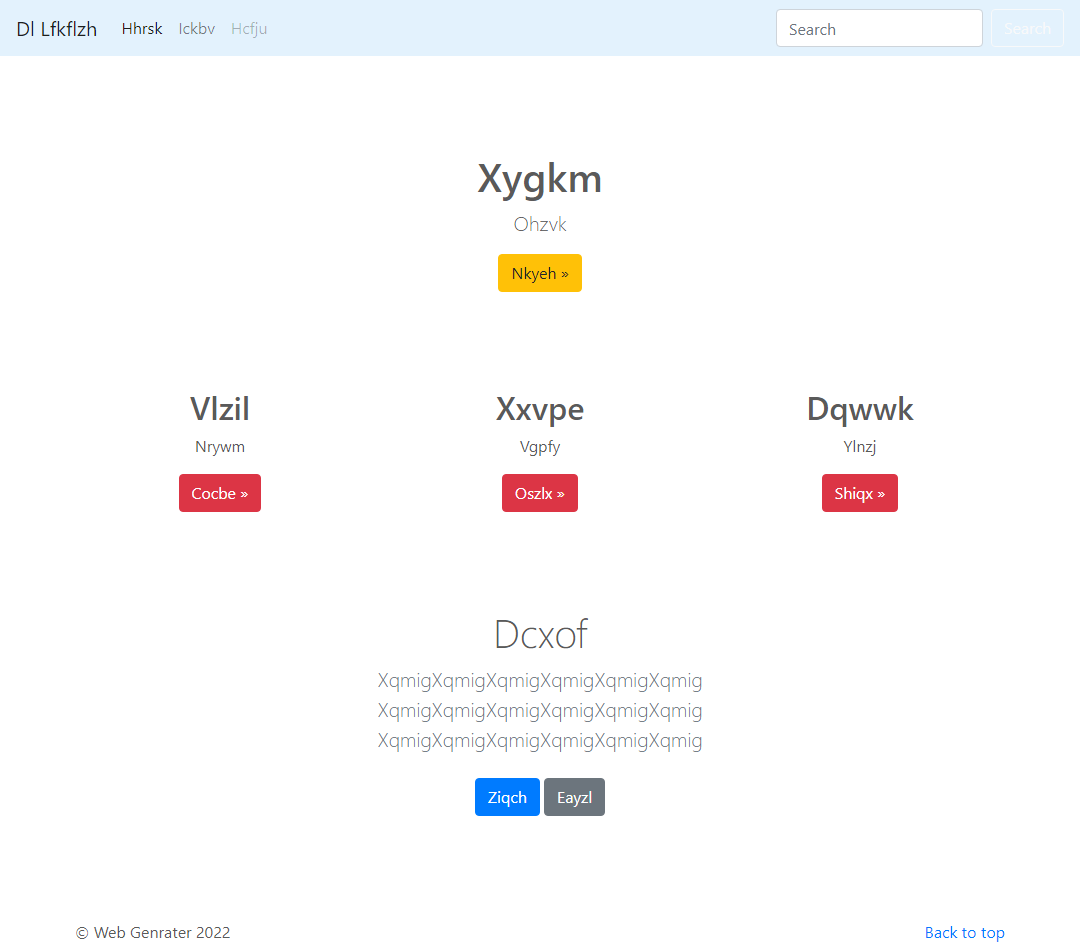 Dl Lfkflzh Hhrsk Ickbv Hcfju Search Search
Xygkm
Ohzvk
Nkyeh »
Vlzil Xxvpe Dqwwk
Nrywm Vgpfy Ylnzj
Cocbe » Oszlx » Shiqx »
Dcxof
XqmigXqmigXqmigXqmigXqmigXqmig
XqmigXqmigXqmigXqmigXqmigXqmig
XqmigXqmigXqmigXqmigXqmigXqmig
Ziqch Eayzl
© Web Genrater 2022 Back to top